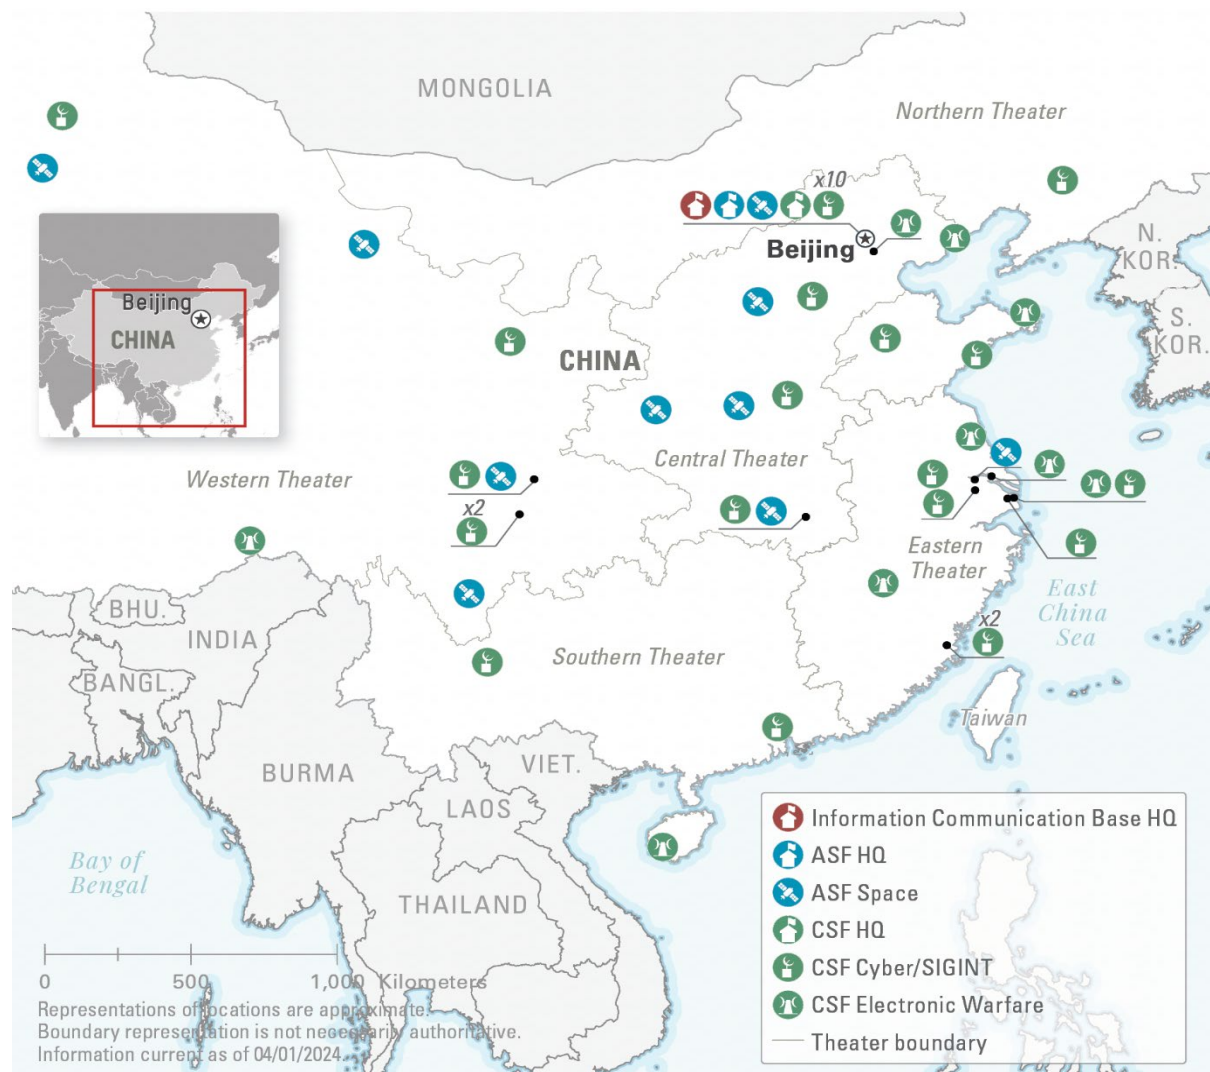 MONGOLIA
Northern Theater
x10
Beijing
N.
KOR.
S.
KOR.
Beijing
CHINA
CHINA
Western Theater
Central Theater
x2
Eastern
Theater
East
China
Sea
x2
BHU.
INDIA
Southern Theater
BANGL.
Taiwan
BURMA
VIET.
LAOS
Bay of
Bengal
THAILAND
Information Communication Base HQ
ASF HQ
ASF Space
CSF HQ
CSF Cyber/SIGINT
CSF Electronic Warfare
Theater boundary
0 500 1,000 Kilometers
Representations of locations are approximate.
Boundary representation is not necessarily authoritative.
Information current as of 04/01/2024.